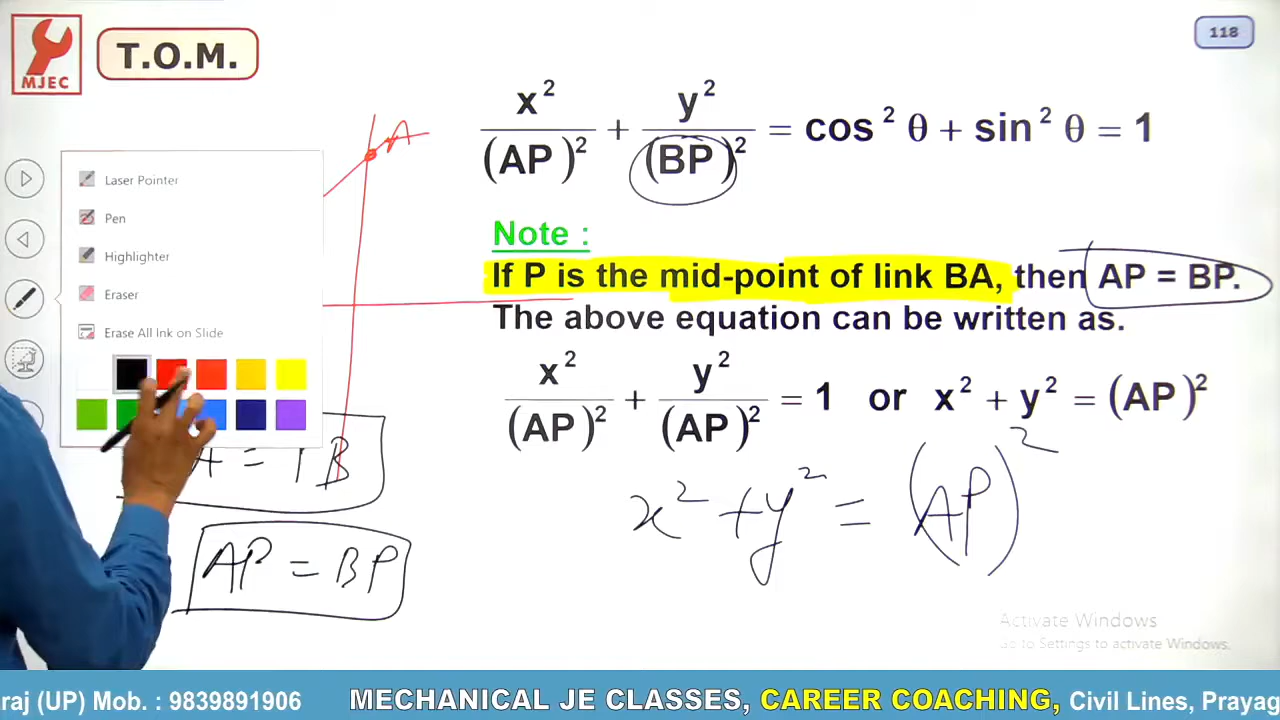 MJEC
T.O.M.
118
x²/(AP)² + y²/(BP)² = cos² θ + sin² θ = 1
A
Laser Pointer
Pen
Highlighter
Eraser
Erase All Ink on Slide
Note :
If P is the mid-point of link BA, then AP = BP.
The above equation can be written as.
x²/(AP)² + y²/(AP)² = 1 or x² + y² = (AP)²
x² + y² = (AP)²
B
AP = BP
Activate Windows
Go to Settings to activate Windows.
raj (UP) Mob. : 9839891906 MECHANICAL JE CLASSES, CAREER COACHING, Civil Lines, Prayag